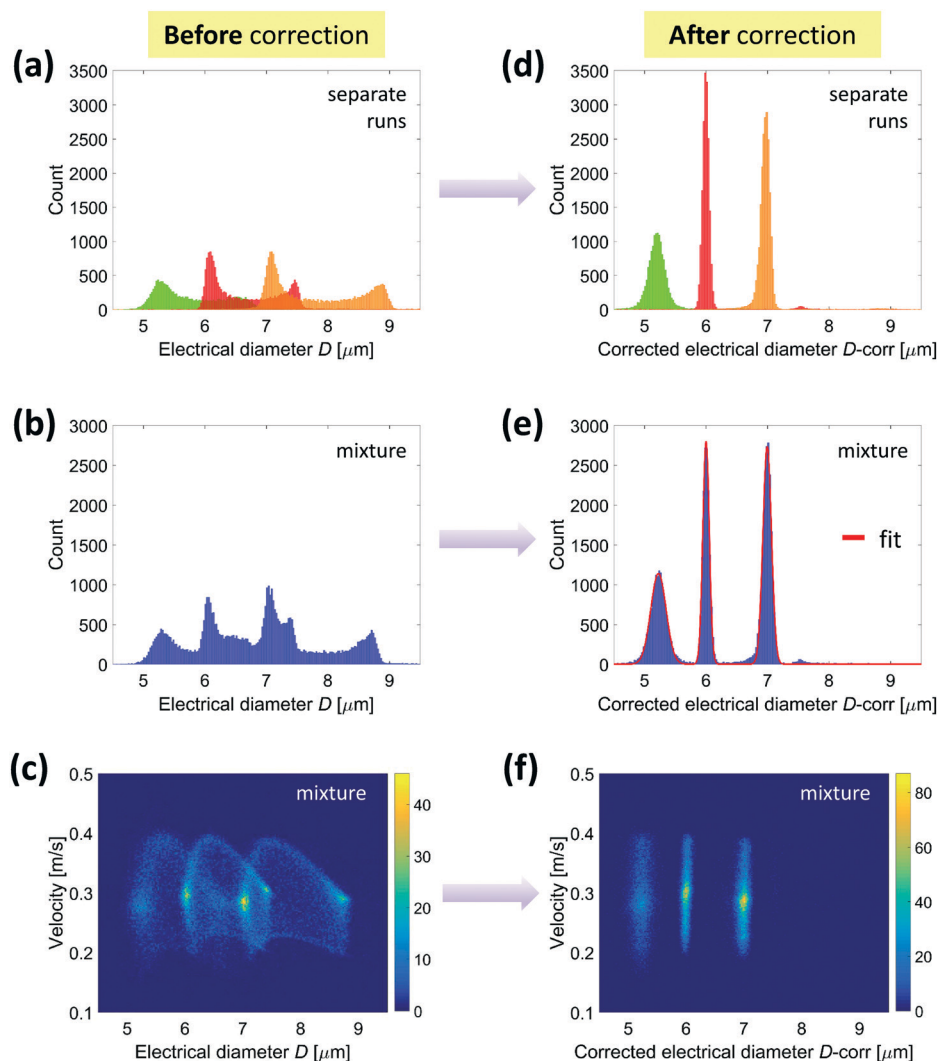 Before correction
After correction
(a)
3500
3000
2500
2000
1500
1000
500
0
Count
separate
runs
5 6 7 8 9
Electrical diameter D [μm]
(d)
3500
3000
2500
2000
1500
1000
500
0
Count
separate
runs
5 6 7 8 9
Corrected electrical diameter D-corr [μm]
(b)
3000
2500
2000
1500
1000
500
0
Count
mixture
5 6 7 8 9
Electrical diameter D [μm]
(e)
3000
2500
2000
1500
1000
500
0
Count
mixture
fit
5 6 7 8 9
Corrected electrical diameter D-corr [μm]
(c)
0.5
0.4
0.3
0.2
0.1
Velocity [m/s]
mixture
40
30
20
10
0
5 6 7 8 9
Electrical diameter D [μm]
(f)
0.5
0.4
0.3
0.2
0.1
Velocity [m/s]
mixture
80
60
40
20
0
5 6 7 8 9
Corrected electrical diameter D-corr [μm]